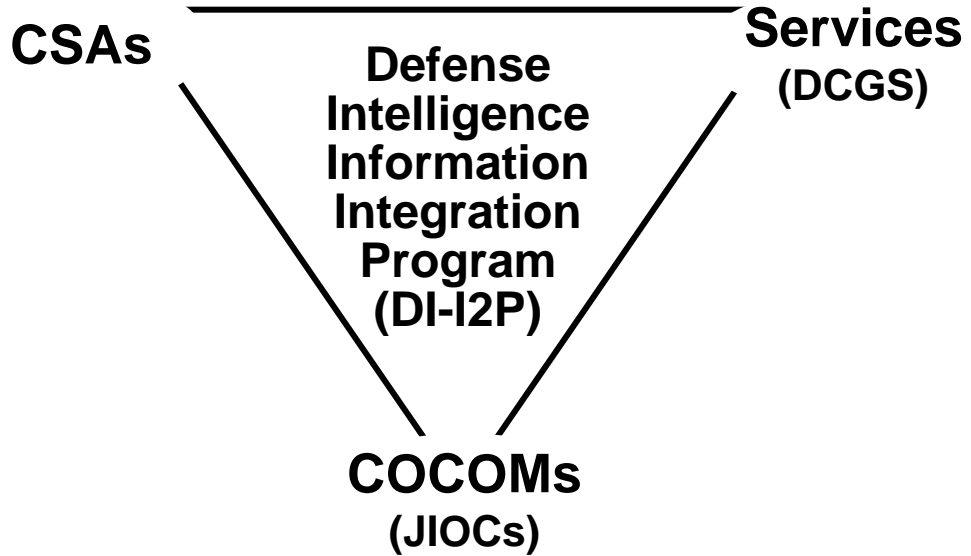 CSAs
Services
(DCGS)
Defense
Intelligence
Information
Integration
Program
(DI-I2P)
COCOMs
(JIOCs)